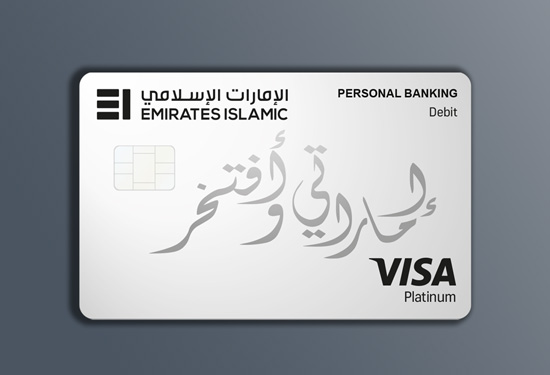 الإمارات الإسلامي
EMIRATES ISLAMIC
PERSONAL BANKING
Debit
إماراتي وأفتخر
VISA
Platinum